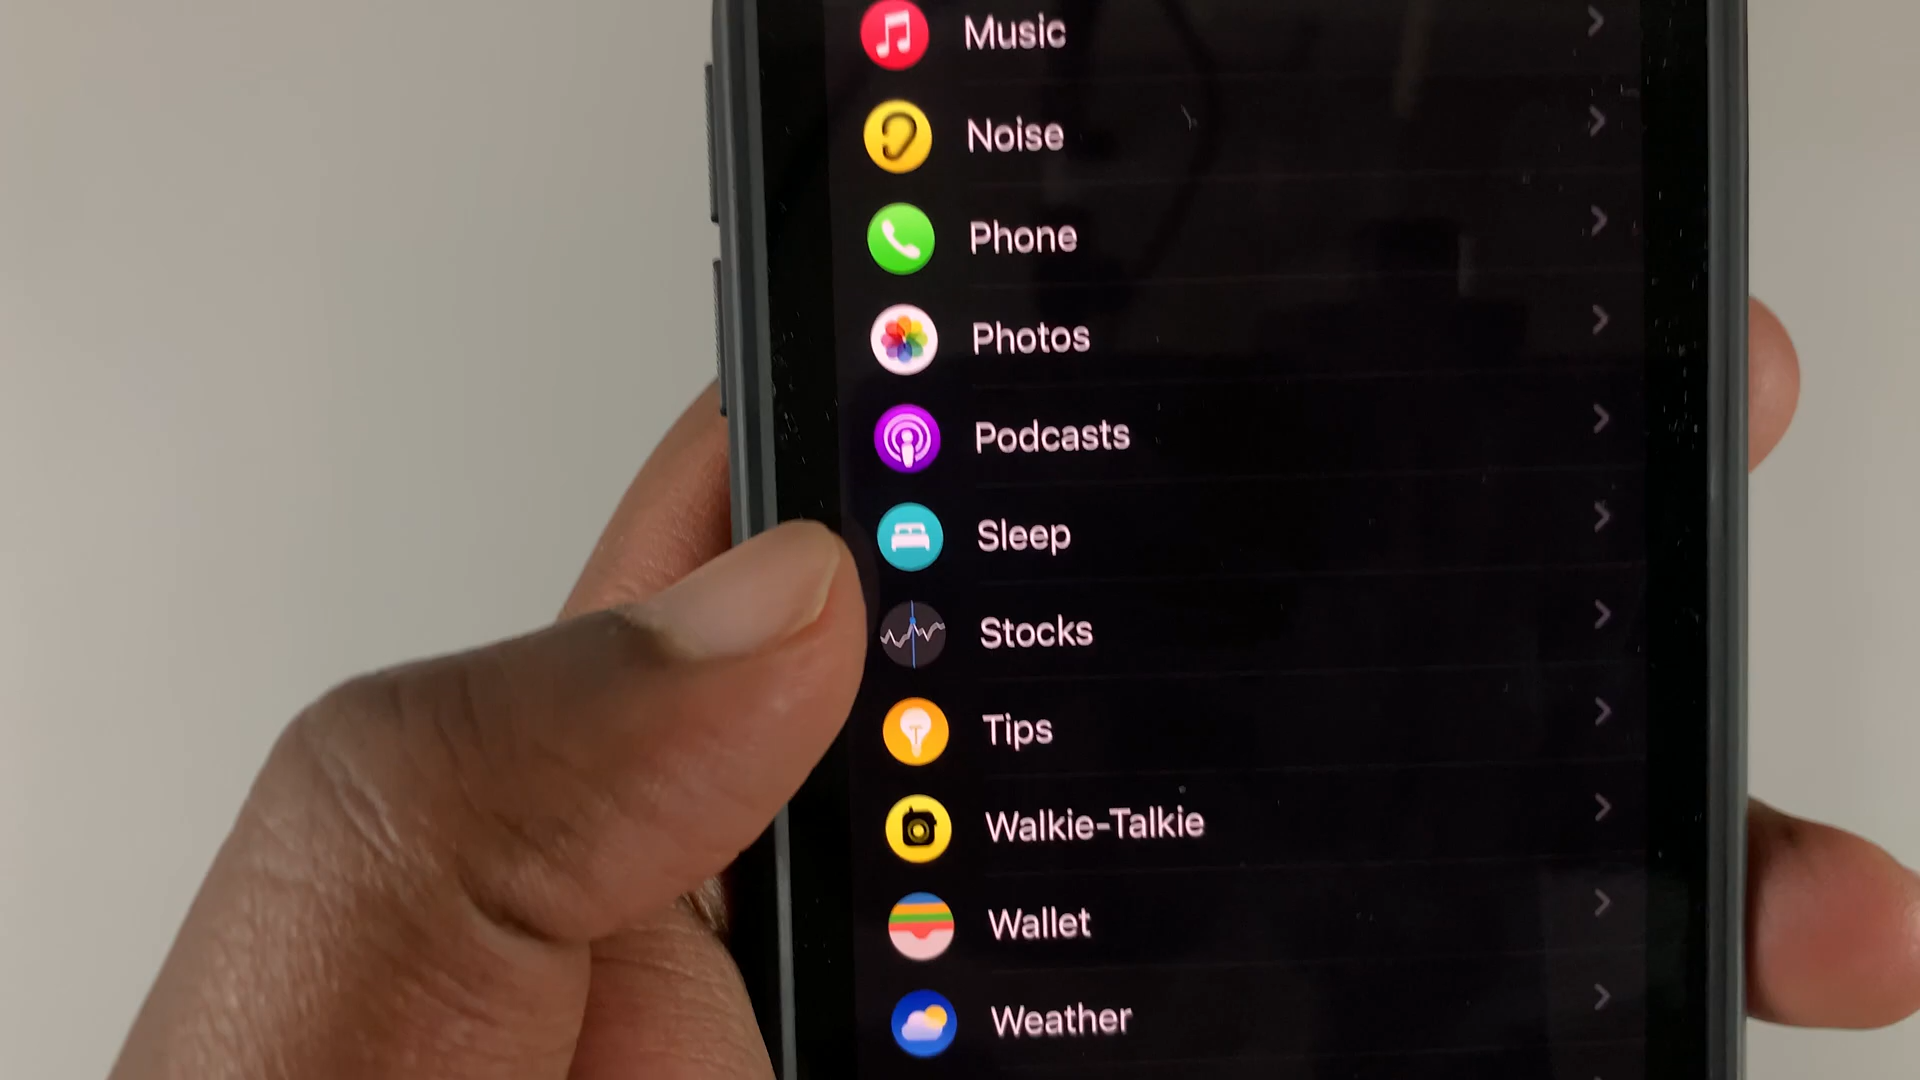 Music
Noise
Phone
Photos
Podcasts
Sleep
Stocks
Tips
Walkie-Talkie
Wallet
Weather